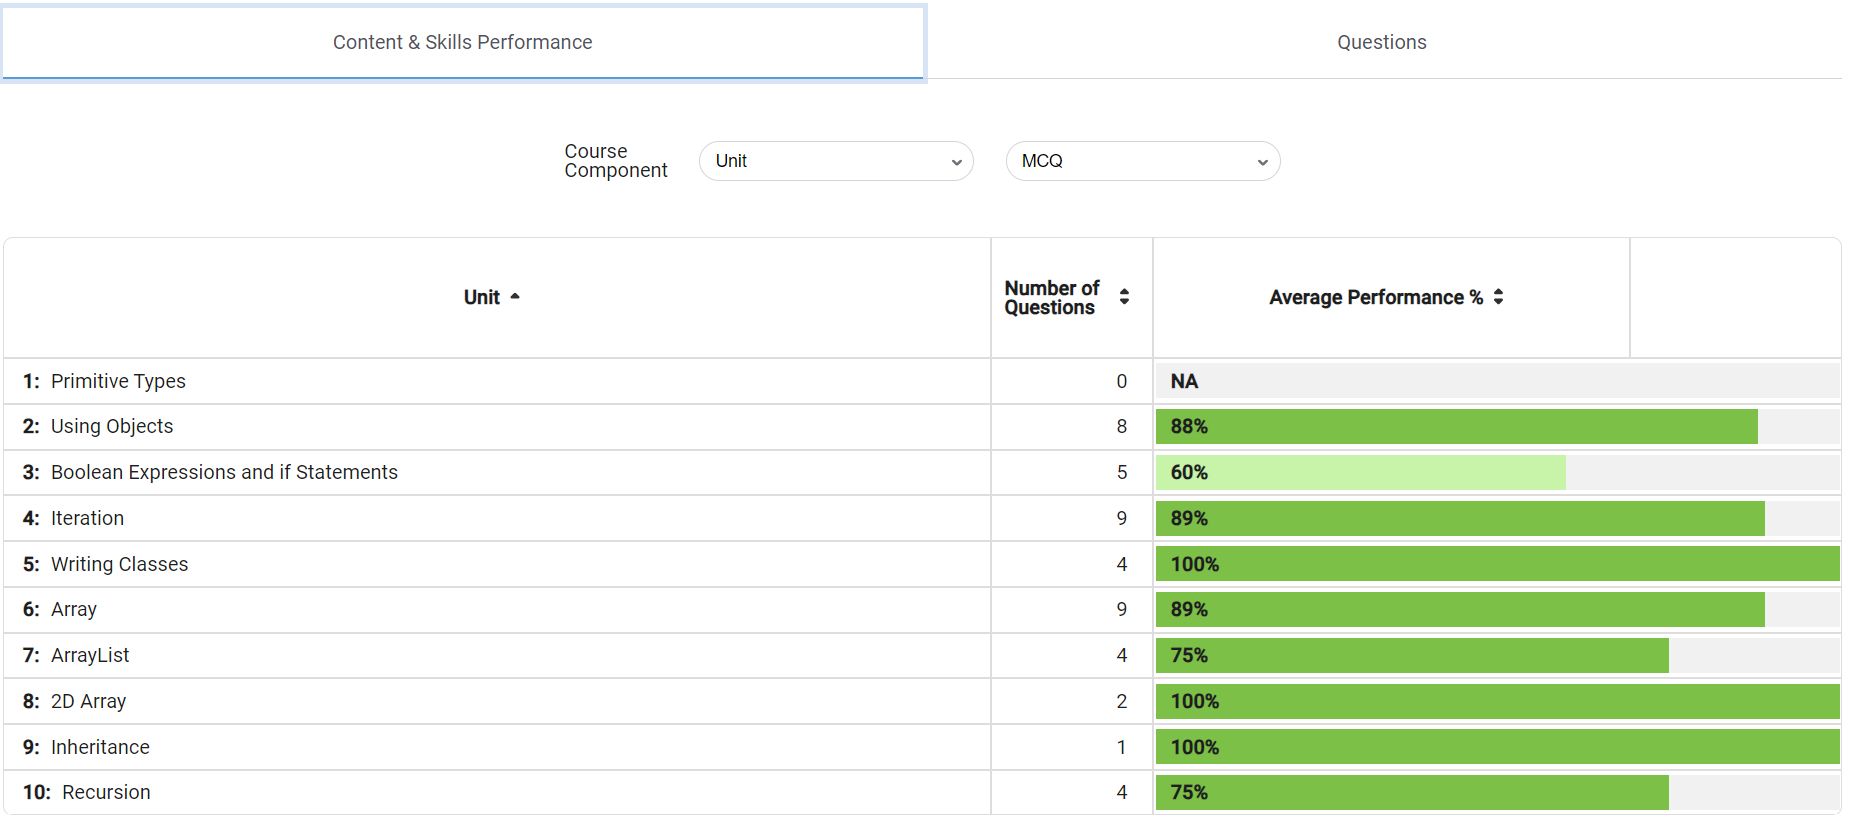 Content & Skills Performance
Questions
Course
Component
Unit
MCQ
Unit
Number of
Questions
Average Performance %
1: Primitive Types 0 NA
2: Using Objects 8 88%
3: Boolean Expressions and if Statements 5 60%
4: Iteration 9 89%
5: Writing Classes 4 100%
6: Array 9 89%
7: ArrayList 4 75%
8: 2D Array 2 100%
9: Inheritance 1 100%
10: Recursion 4 75%